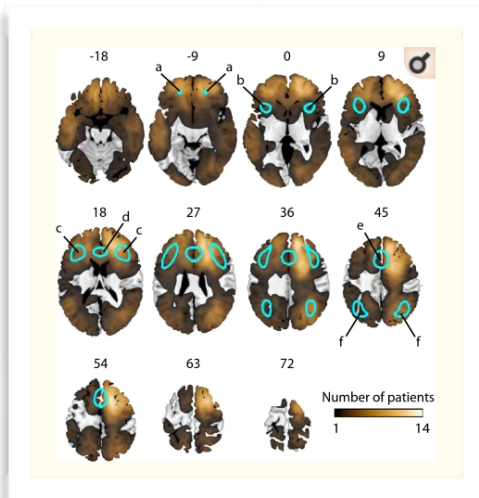 -18 -9 0 9
a a
b b
18 27 36 45
c d c
e
f f
54 63 72
Number of patients
1 14